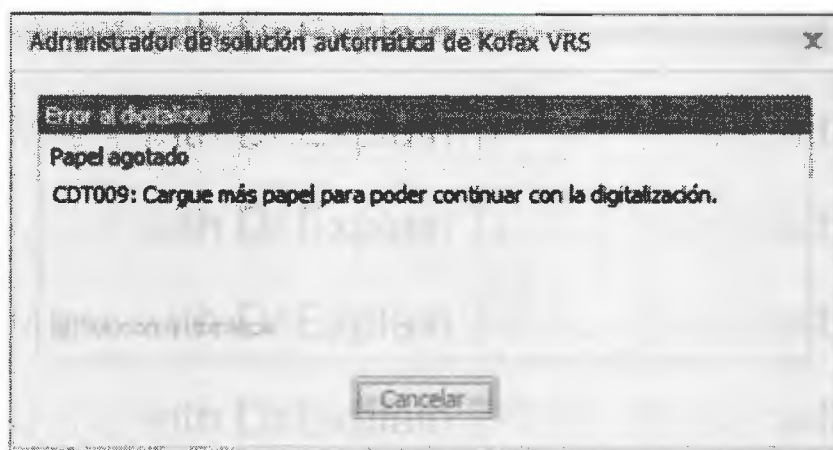 Administrador de solución automática de Kofax VRS
Error al digitalizar
Papel agotado
CDT009: Cargue más papel para poder continuar con la digitalización.
Cancelar